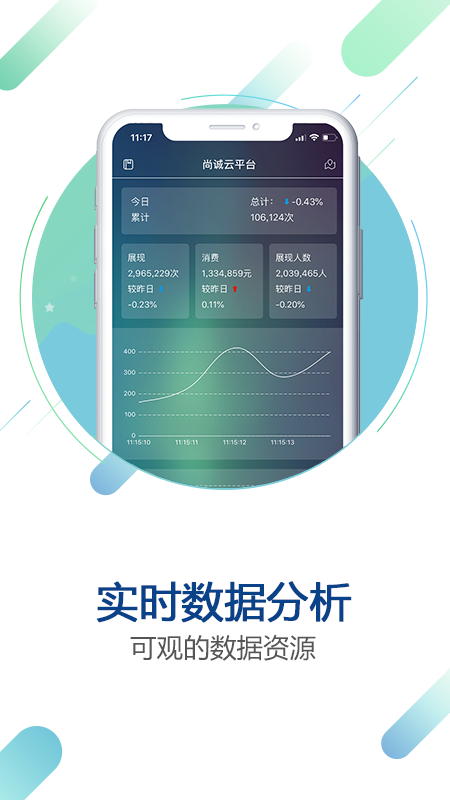 11:17
尚诚云平台
今日 总计： -0.43%
累计 106,124次
展现 消费 展现人数
2,965,229次 1,334,859元 2,039,465人
较昨日 较昨日 较昨日
-0.23% 0.11% -0.20%
400
300
200
100
0
11:15:10 11:15:11 11:15:12 11:15:13
实时数据分析
可观的数据资源